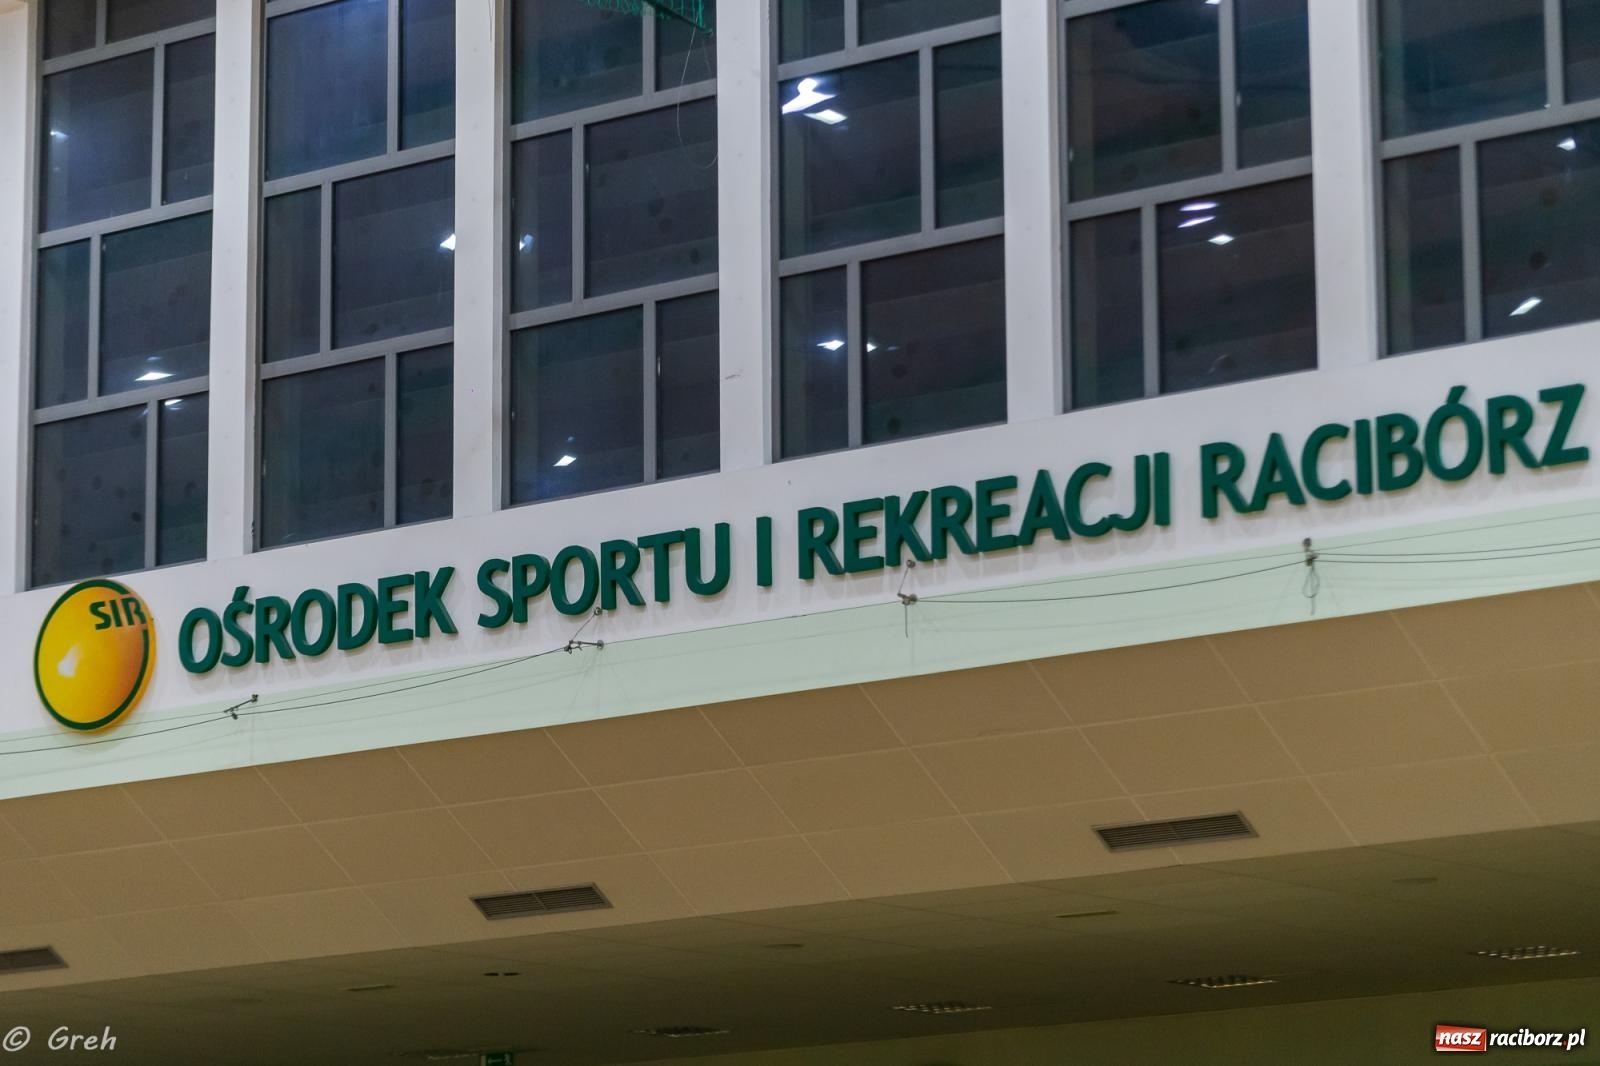 SIR
OŚRODEK SPORTU I REKREACJI RACIBÓRZ
© Greh
nasz raciborz.pl